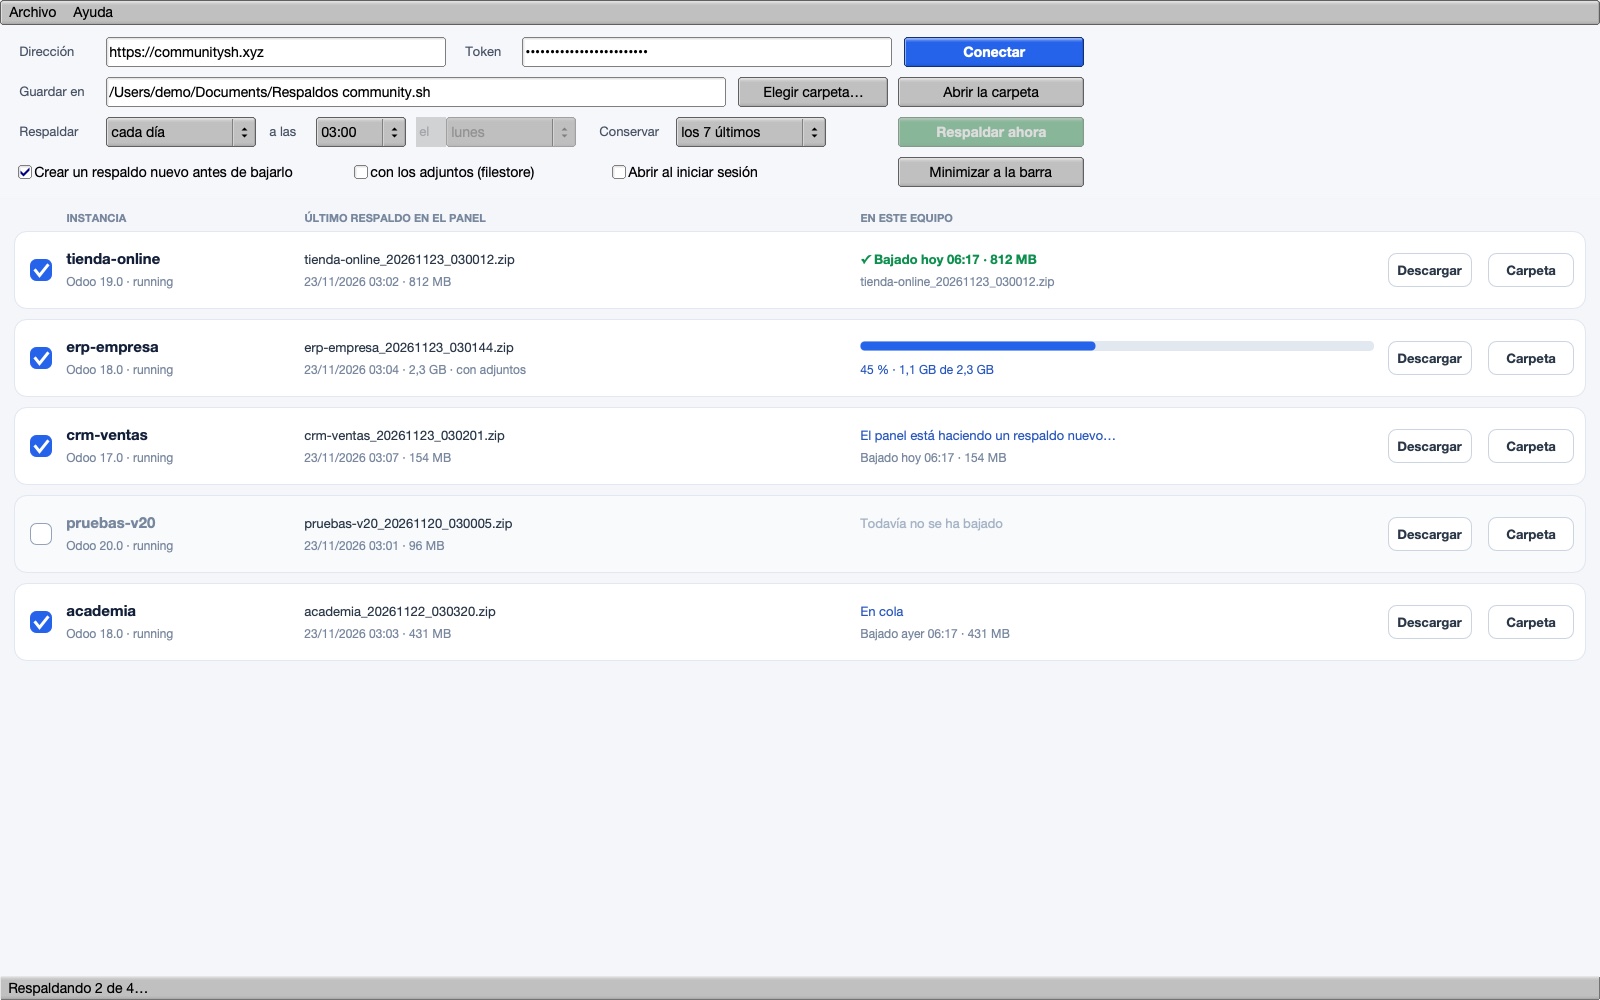 Archivo Ayuda
Dirección https://communitysh.xyz Token ••••••••••••••••••••••••• Conectar
Guardar en /Users/demo/Documents/Respaldos community.sh Elegir carpeta… Abrir la carpeta
Respaldar cada día a las 03:00 el lunes Conservar los 7 últimos Respaldar ahora
Crear un respaldo nuevo antes de bajarlo con los adjuntos (filestore) Abrir al iniciar sesión Minimizar a la barra
INSTANCIA ÚLTIMO RESPALDO EN EL PANEL EN ESTE EQUIPO
tienda-online tienda-online_20261123_030012.zip ✓ Bajado hoy 06:17 · 812 MB
Descargar Carpeta
Odoo 19.0 · running 23/11/2026 03:02 · 812 MB tienda-online_20261123_030012.zip
erp-empresa erp-empresa_20261123_030144.zip
Descargar Carpeta
Odoo 18.0 · running 23/11/2026 03:04 · 2,3 GB · con adjuntos 45 % · 1,1 GB de 2,3 GB
crm-ventas crm-ventas_20261123_030201.zip El panel está haciendo un respaldo nuevo…
Descargar Carpeta
Odoo 17.0 · running 23/11/2026 03:07 · 154 MB Bajado hoy 06:17 · 154 MB
pruebas-v20 pruebas-v20_20261120_030005.zip Todavía no se ha bajado
Descargar Carpeta
Odoo 20.0 · running 23/11/2026 03:01 · 96 MB
academia academia_20261122_030320.zip En cola
Descargar Carpeta
Odoo 18.0 · running 23/11/2026 03:03 · 431 MB Bajado ayer 06:17 · 431 MB
Respaldando 2 de 4…